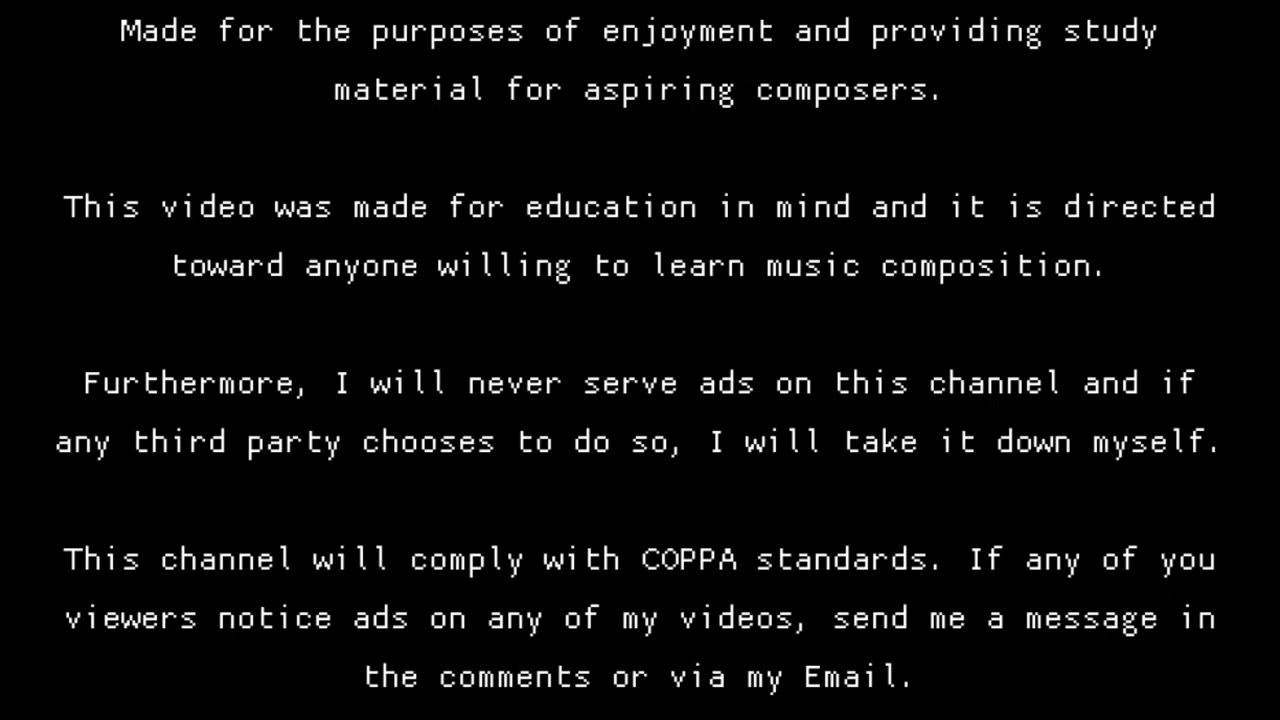 Made for the purposes of enjoyment and providing study
material for aspiring composers.
This video was made for education in mind and it is directed
toward anyone willing to learn music composition.
Furthermore, I will never serve ads on this channel and if
any third party chooses to do so, I will take it down myself.
This channel will comply with COPPA standards. If any of you
viewers notice ads on any of my videos, send me a message in
the comments or via my Email.